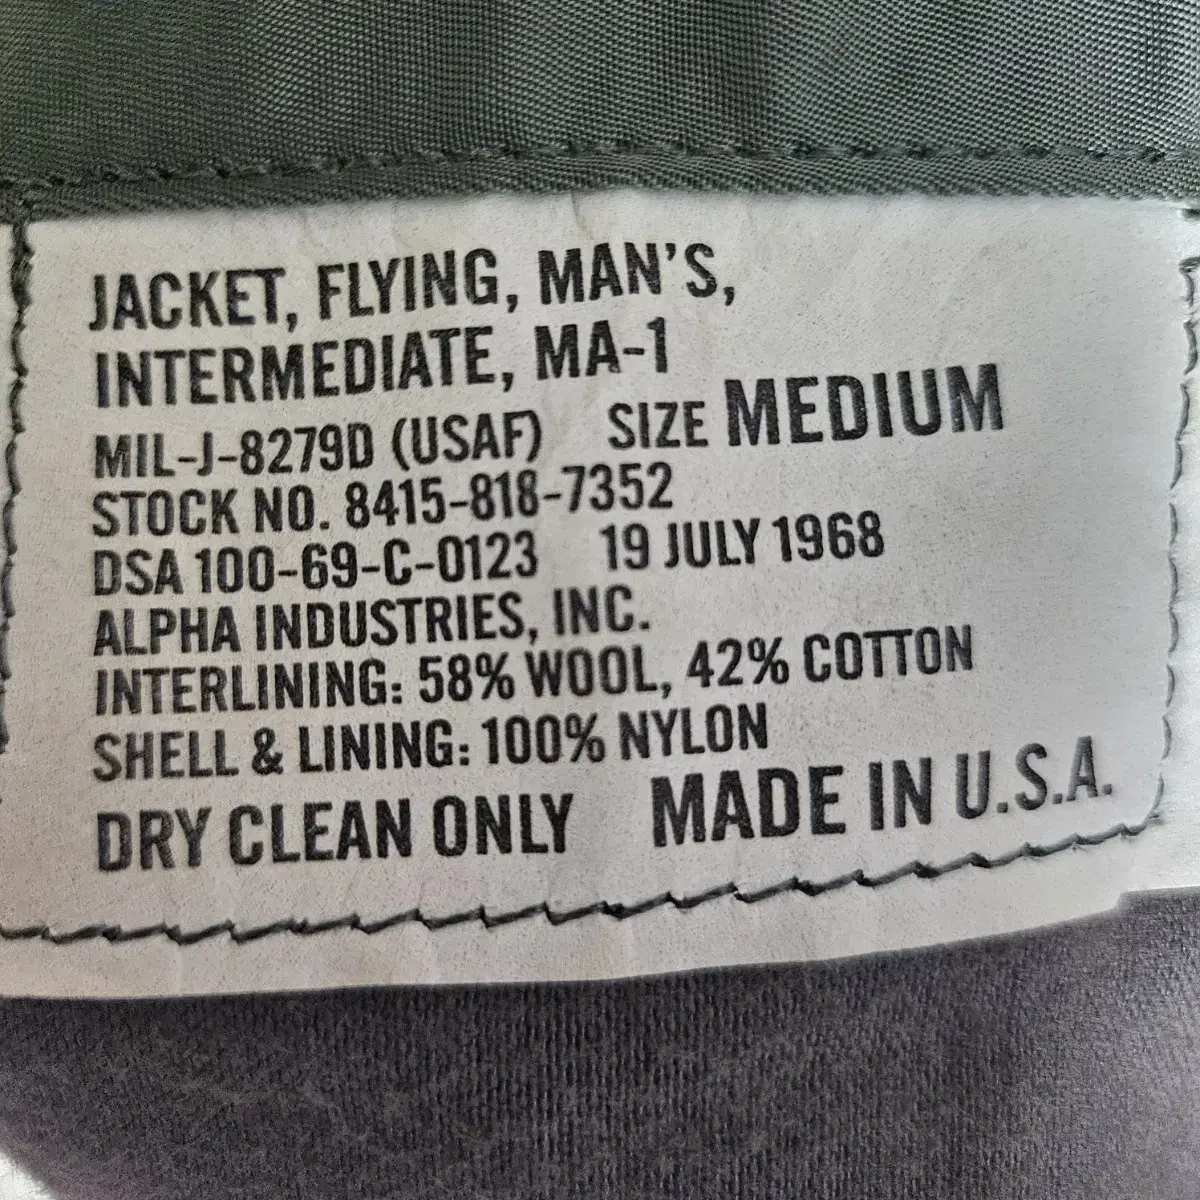 JACKET, FLYING, MAN'S,
INTERMEDIATE, MA-1
MIL-J-8279D (USAF) SIZE MEDIUM
STOCK NO. 8415-818-7352
DSA 100-69-C-0123 19 JULY 1968
ALPHA INDUSTRIES, INC.
INTERLINING: 58% WOOL, 42% COTTON
SHELL & LINING: 100% NYLON
DRY CLEAN ONLY MADE IN U.S.A.